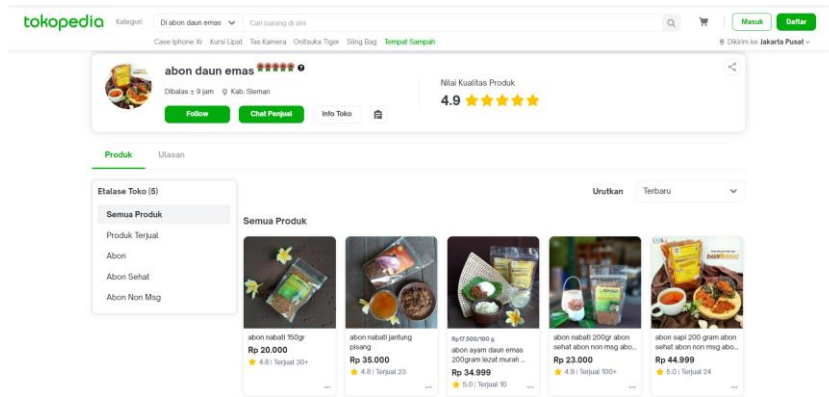 tokopedia
Kategori
Di abon daun emas
Cari barang di sini
Masuk
Daftar
Case Iphone Xr Kursi Lipat Tas Kamera Onitsuka Tiger Sling Bag Tempat Sampah
Dikirim ke Jakarta Pusat
abon daun emas
Dibalas ± 9 jam Kab. Sleman
Follow
Chat Penjual
Info Toko
Nilai Kualitas Produk
4.9
Produk
Ulasan
Etalase Toko (5)
Semua Produk
Produk Terjual
Abon
Abon Sehat
Abon Non Msg
Urutkan
Terbaru
Semua Produk
abon nabati 150gr
Rp 20.000
4.8 | Terjual 30+
abon nabati jantung
pisang
Rp 35.000
4.8 | Terjual 23
Rp17.500/100 g
abon ayam daun emas
200gram lezat murah ...
Rp 34.999
5.0 | Terjual 10
abon nabati 200gr abon
sehat abon non msg abo...
Rp 23.000
4.9 | Terjual 100+
abon sapi 200 gram abon
sehat abon non msg abo...
Rp 44.999
5.0 | Terjual 24